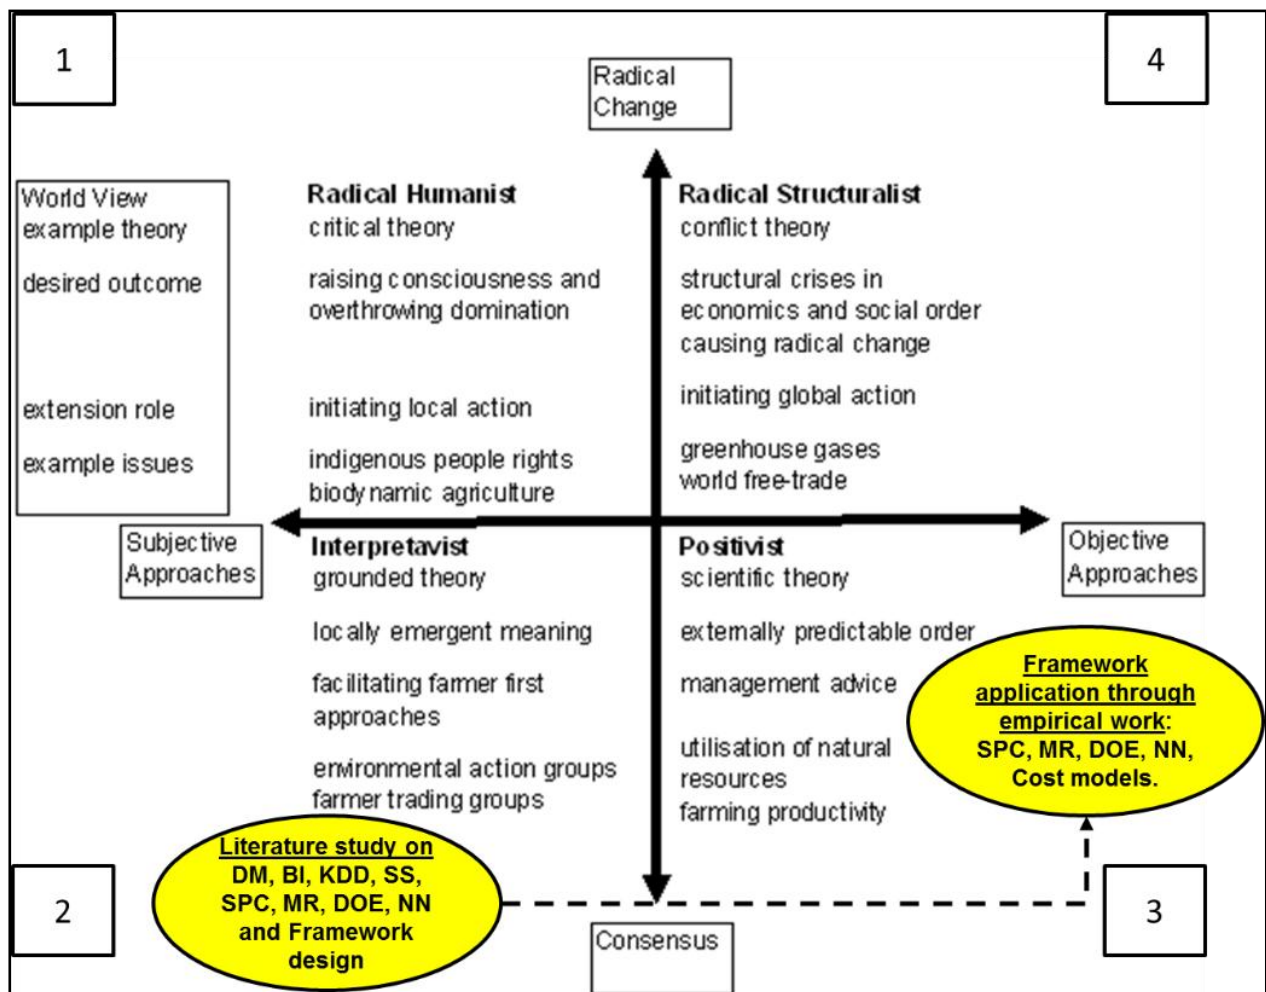 1
4
Radical
Change
World View
example theory
desired outcome
extension role
example issues
Radical Humanist
critical theory
raising consciousness and
overthrowing domination
initiating local action
indigenous people rights
biodynamic agriculture
Radical Structuralist
conflict theory
structural crises in
economics and social order
causing radical change
initiating global action
greenhouse gases
world free-trade
Subjective
Approaches
Objective
Approaches
Interpretavist
grounded theory
locally emergent meaning
facilitating farmer first
approaches
environmental action groups
farmer trading groups
Positivist
scientific theory
externally predictable order
management advice
utilisation of natural
resources
farming productivity
Framework
application through
empirical work:
SPC, MR, DOE, NN,
Cost models.
Literature study on
DM, BI, KDD, SS,
SPC, MR, DOE, NN
and Framework
design
2
Consensus
3